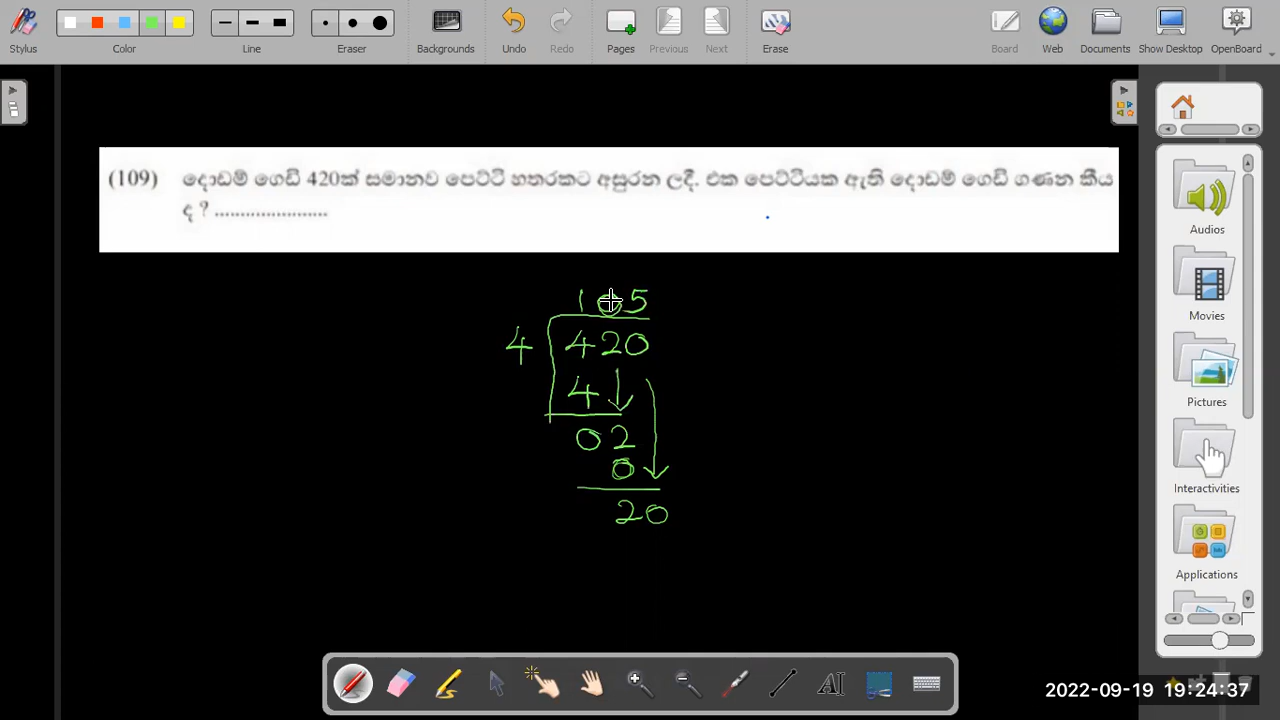 Stylus Color Line Eraser Backgrounds Undo Redo Pages Previous Next Erase Board Web Documents Show Desktop OpenBoard
(109) දොඩම් ගෙඩි 420ක් සමානව පෙට්ටි හතරකට අසුරන ලදී. එක පෙට්ටියක ඇති දොඩම් ගෙඩි ගණන කීය
ද ? ......................
105
4 420
4
02
0
20
Audios
Movies
Pictures
Interactivities
Applications
2022-09-19 19:24:37